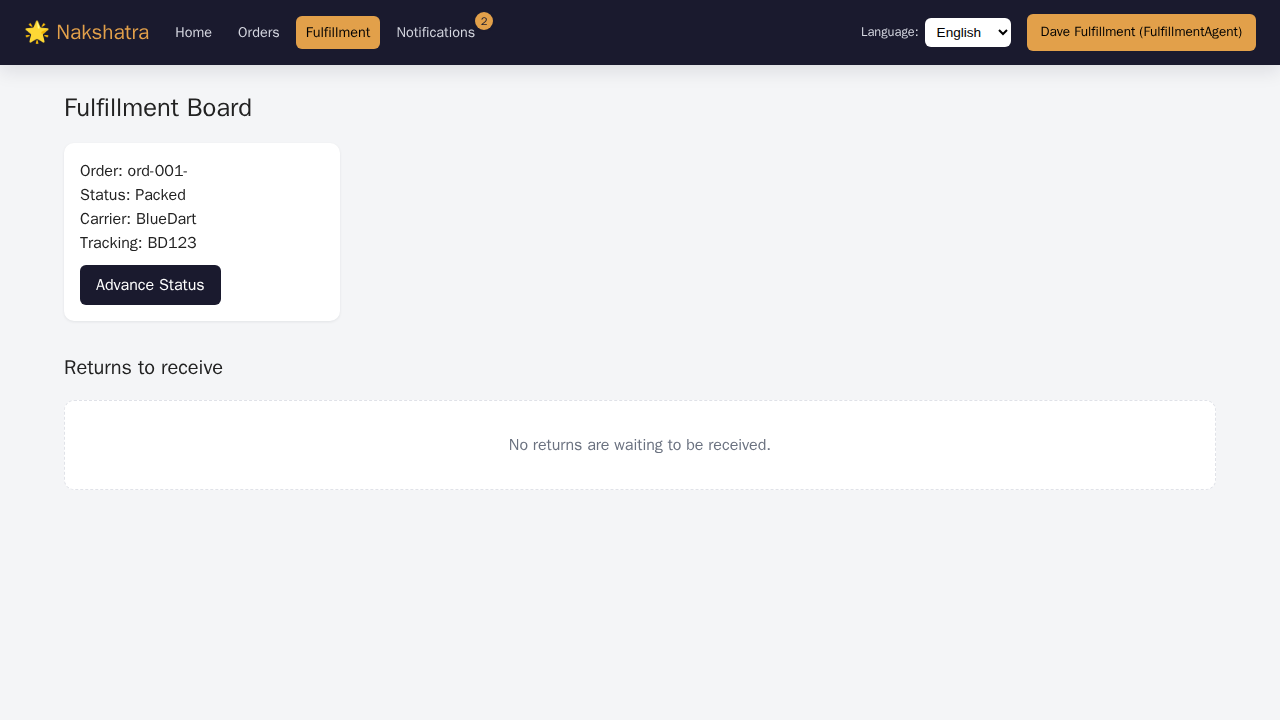 🌟 Nakshatra
Home
Orders
Fulfillment
Notifications
2
Language:
English
Dave Fulfillment (FulfillmentAgent)
Fulfillment Board
Order: ord-001-
Status: Packed
Carrier: BlueDart
Tracking: BD123
Advance Status
Returns to receive
No returns are waiting to be received.